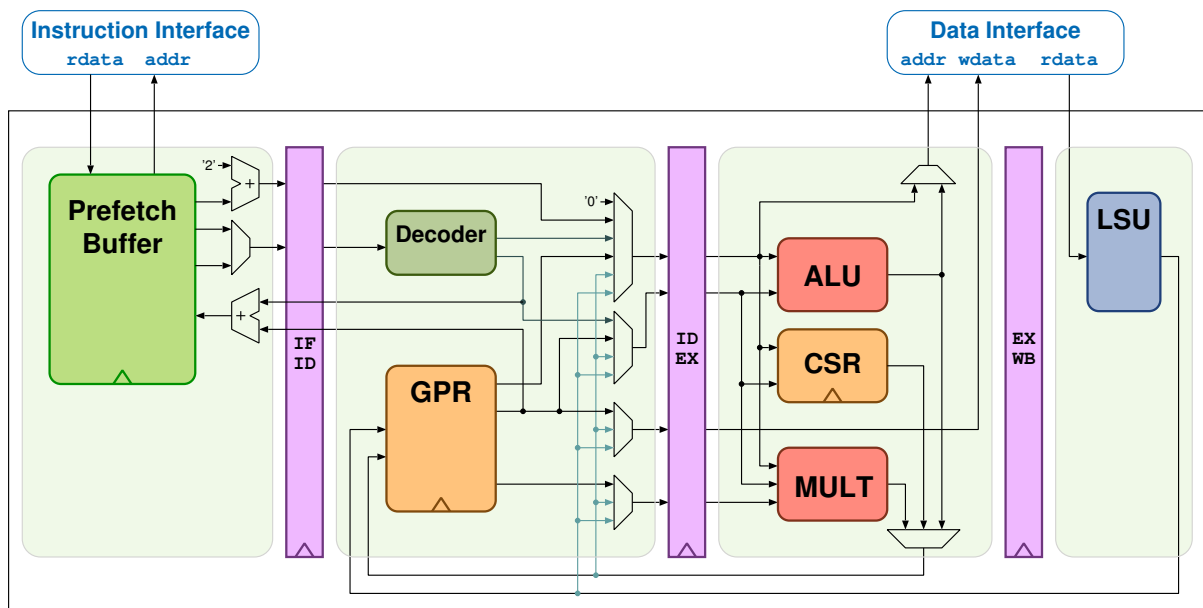 Instruction Interface
rdata addr
Data Interface
addr wdata rdata
'2'
+
Prefetch
Buffer
+
IF
ID
'0'
Decoder
GPR
ID
EX
ALU
CSR
MULT
EX
WB
LSU